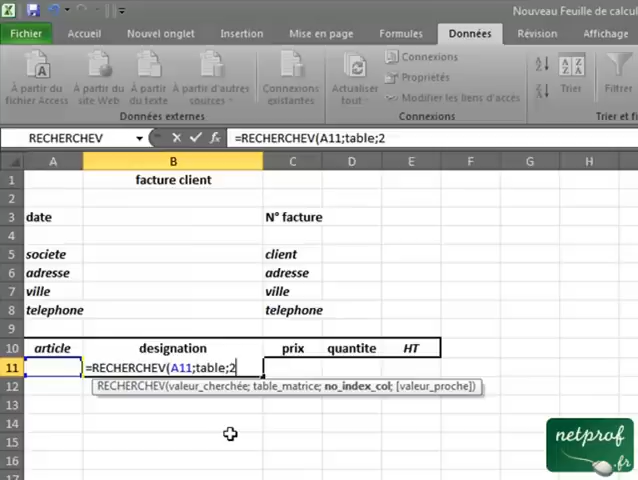 Nouveau Feuille de calcu
Fichier Accueil Nouvel onglet Insertion Mise en page Formules Données Révision Affichage
À partir du fichier Access
À partir du site Web
À partir du texte
À partir d'autres sources
Connexions existantes
Actualiser tout
Connexions
Propriétés
Modifier les liens d'accès
Trier
Filtrer
Données externes Connexions Trier et fi
RECHERCHEV =RECHERCHEV(A11;table;2
A B C D E F G H
1 facture client
2
3 date N° facture
4
5 societe client
6 adresse adresse
7 ville ville
8 telephone telephone
9
10 article designation prix quantite HT
11 =RECHERCHEV(A11;table;2
12 RECHERCHEV(valeur_cherchée; table_matrice; no_index_col; [valeur_proche])
13
14
15
16
17
netprof
.fr